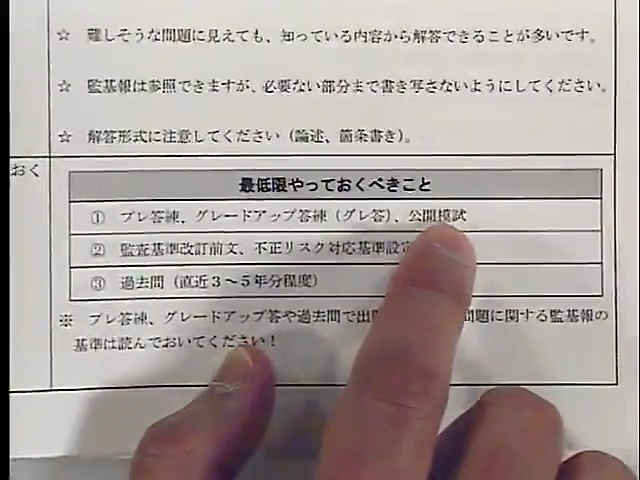 ☆ 難しそうな問題に見えても、知っている内容から解答できることが多いです。
☆ 監基報は参照できますが、必要ない部分まで書き写さないようにしてください。
☆ 解答形式に注意してください（論述、箇条書き）。
おく
最低限やっておくべきこと
① プレ答練、グレードアップ答練（グレ答）、公開模試
② 監査基準改訂前文、不正リスク対応基準設定
③ 過去問（直近３～５年分程度）
※ プレ答練、グレードアップ答や過去問で出 問題に関する監基報の
基準は読んでおいてください！